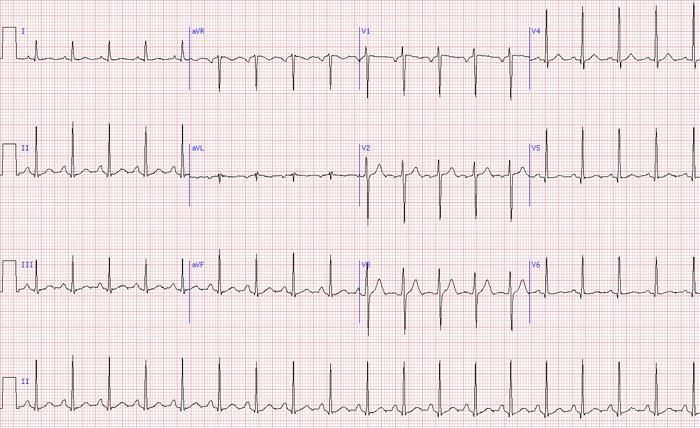 I aVR V1 V4
II aVL V2 V5
III aVF V3 V6
II